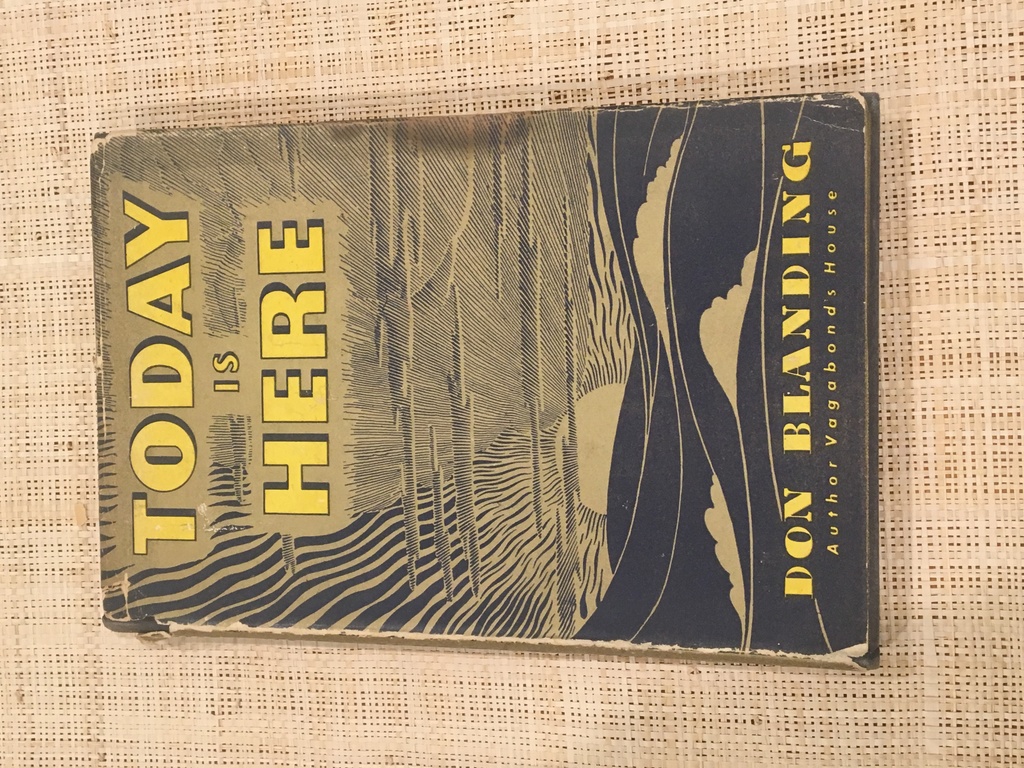 TODAY
IS
HERE
DON BLANDING
Author Vagabond's House